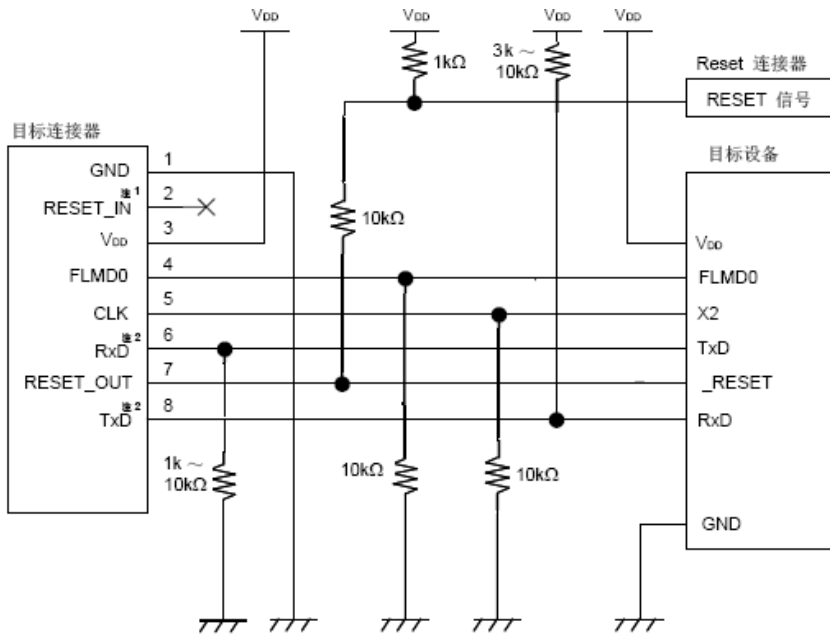 VDD
VDD
VDD
VDD
1kΩ
3k ～
10kΩ
Reset 连接器
RESET 信号
目标连接器
目标设备
GND
1
RESET_IN 注1
2
VDD
3
10kΩ
VDD
FLMD0
4
FLMD0
CLK
5
X2
RxD 注2
6
TxD
RESET_OUT
7
_RESET
TxD 注2
8
RxD
1k ～
10kΩ
10kΩ
10kΩ
GND